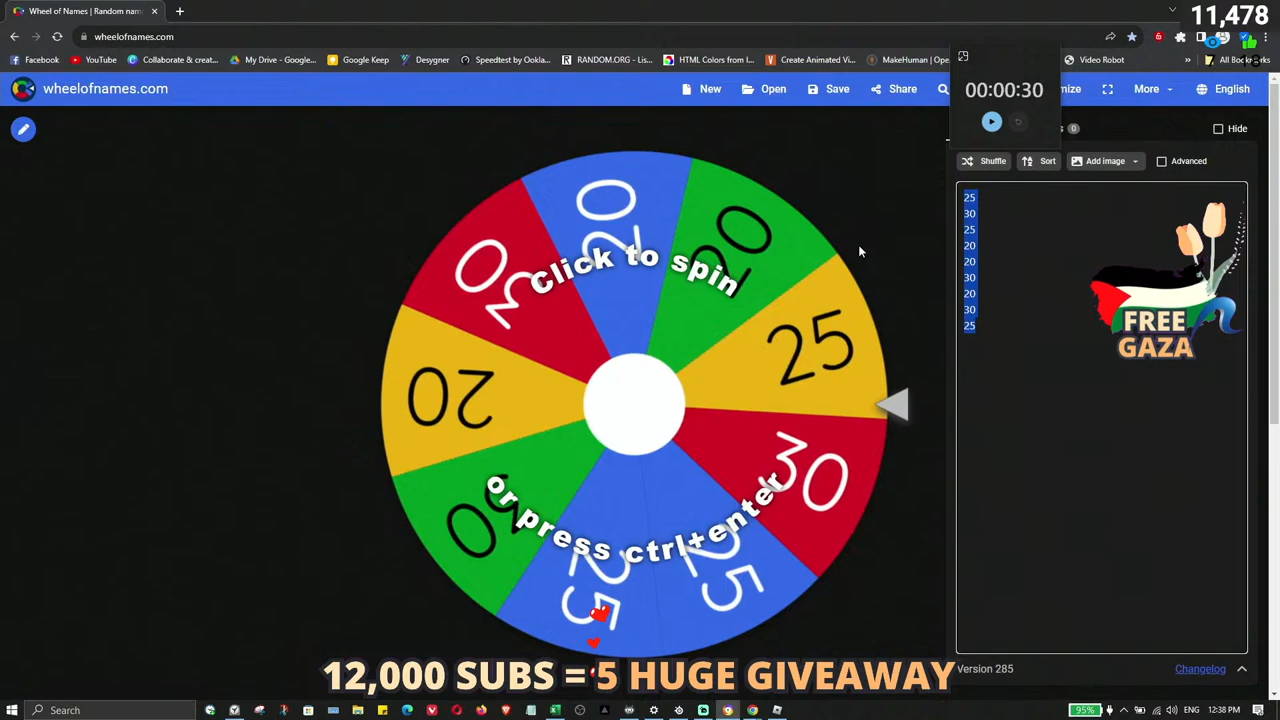 Wheel of Names | Random name
11,478
wheelofnames.com
Facebook
YouTube
Collaborate & creat...
My Drive - Google...
Google Keep
Desygner
Speedtest by Ookla...
RANDOM.ORG - Lis...
HTML Colors from I...
Create Animated Vi...
MakeHuman | Open
Video Robot
All Bookmarks
wheelofnames.com
New
Open
Save
Share
00:00:30
More
English
0
Hide
Shuffle
Sort
Add image
Advanced
25
30
25
20
20
30
20
30
25
FREE
GAZA
20
20
25
30
25
25
30
20
30
Click to spin
or press ctrl+enter
12,000 SUBS = 5 HUGE GIVEAWAY
Version 285
Changelog
Search
95%
ENG
12:38 PM